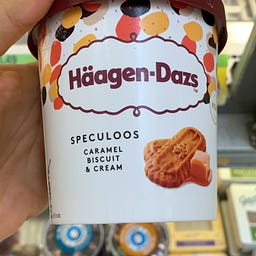 Häagen-Dazs
SPECULOOS
CARAMEL
BISCUIT
& CREAM